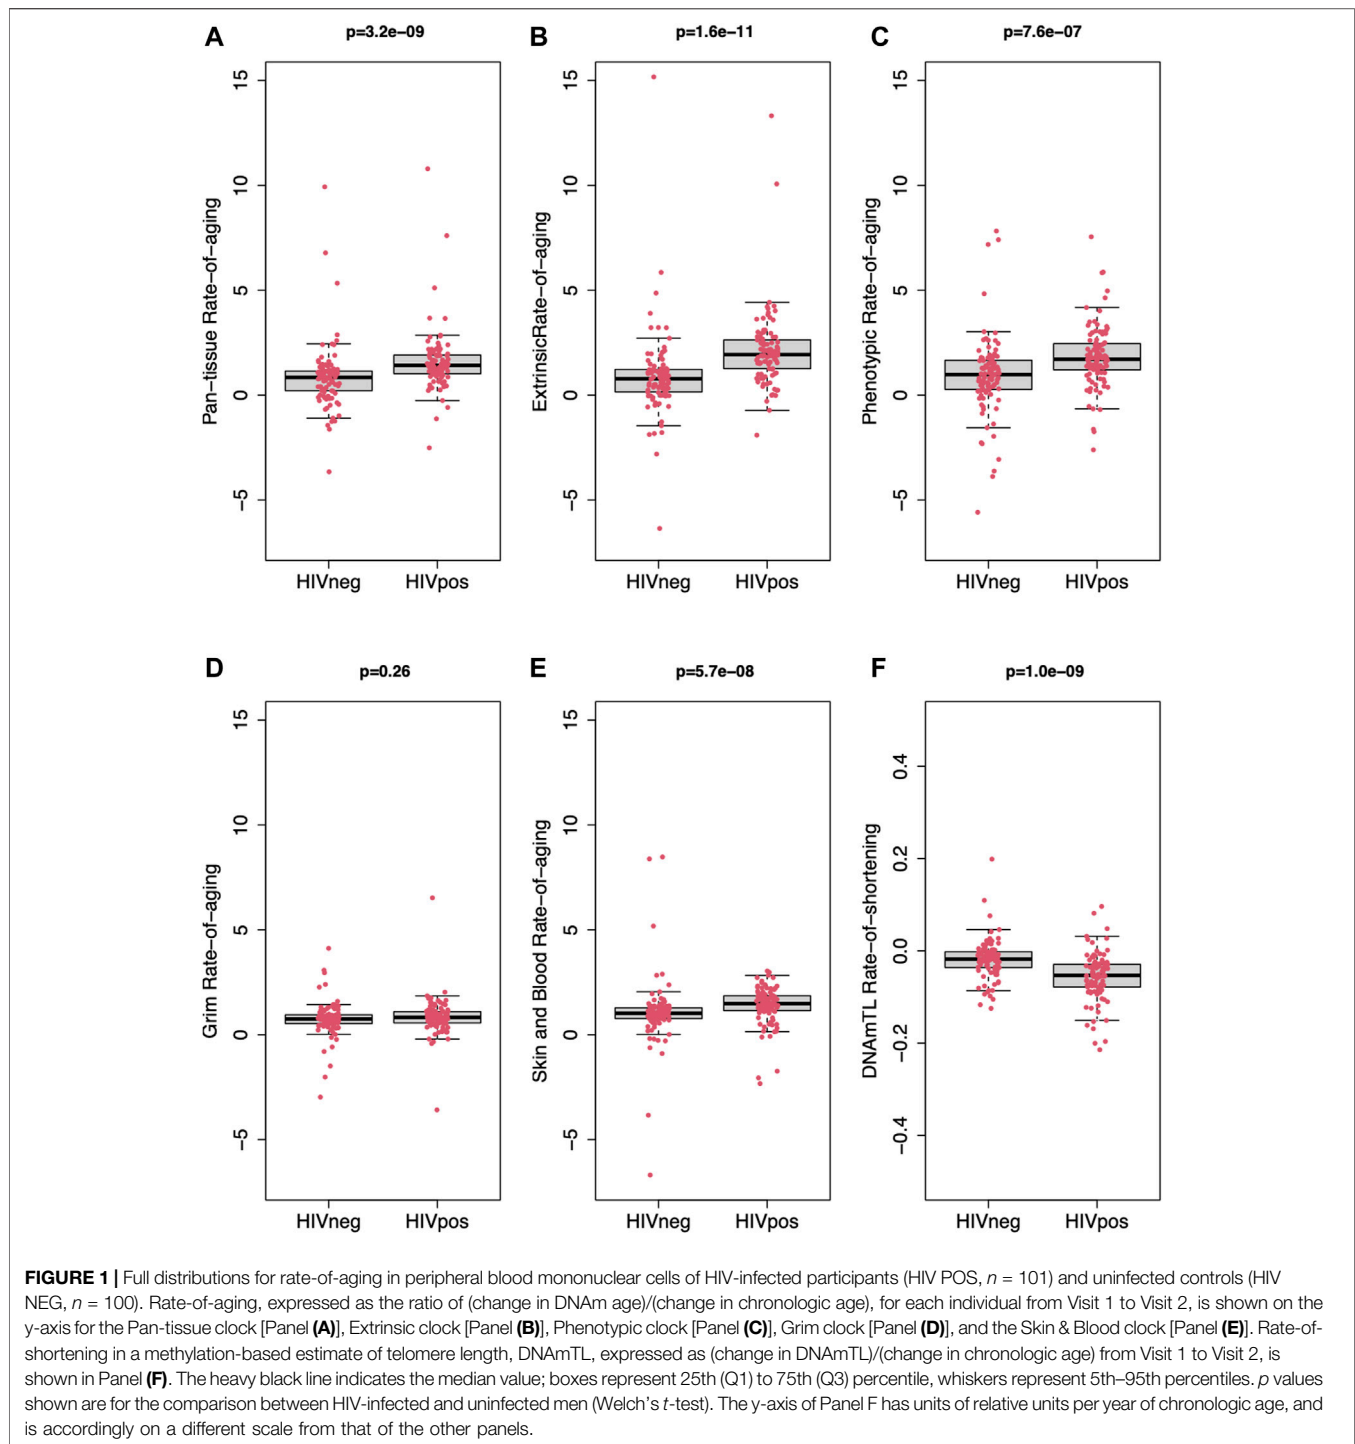 A
p=3.2e−09
Pan−tissue Rate−of−aging
15
10
5
0
−5
HIVneg
HIVpos
B
p=1.6e−11
ExtrinsicRate−of−aging
15
10
5
0
−5
HIVneg
HIVpos
C
p=7.6e−07
Phenotypic Rate−of−aging
15
10
5
0
−5
HIVneg
HIVpos
D
p=0.26
Grim Rate−of−aging
15
10
5
0
−5
HIVneg
HIVpos
E
p=5.7e−08
Skin and Blood Rate−of−aging
15
10
5
0
−5
HIVneg
HIVpos
F
p=1.0e−09
DNAmTL Rate−of−shortening
0.4
0.2
0.0
−0.2
−0.4
HIVneg
HIVpos
FIGURE 1 | Full distributions for rate-of-aging in peripheral blood mononuclear cells of HIV-infected participants (HIV POS, n = 101) and uninfected controls (HIV
NEG, n = 100). Rate-of-aging, expressed as the ratio of (change in DNAm age)/(change in chronologic age), for each individual from Visit 1 to Visit 2, is shown on the
y-axis for the Pan-tissue clock [Panel (A)], Extrinsic clock [Panel (B)], Phenotypic clock [Panel (C)], Grim clock [Panel (D)], and the Skin & Blood clock [Panel (E)]. Rate-of-
shortening in a methylation-based estimate of telomere length, DNAmTL, expressed as (change in DNAmTL)/(change in chronologic age) from Visit 1 to Visit 2, is
shown in Panel (F). The heavy black line indicates the median value; boxes represent 25th (Q1) to 75th (Q3) percentile, whiskers represent 5th–95th percentiles. p values
shown are for the comparison between HIV-infected and uninfected men (Welch's t-test). The y-axis of Panel F has units of relative units per year of chronologic age, and
is accordingly on a different scale from that of the other panels.